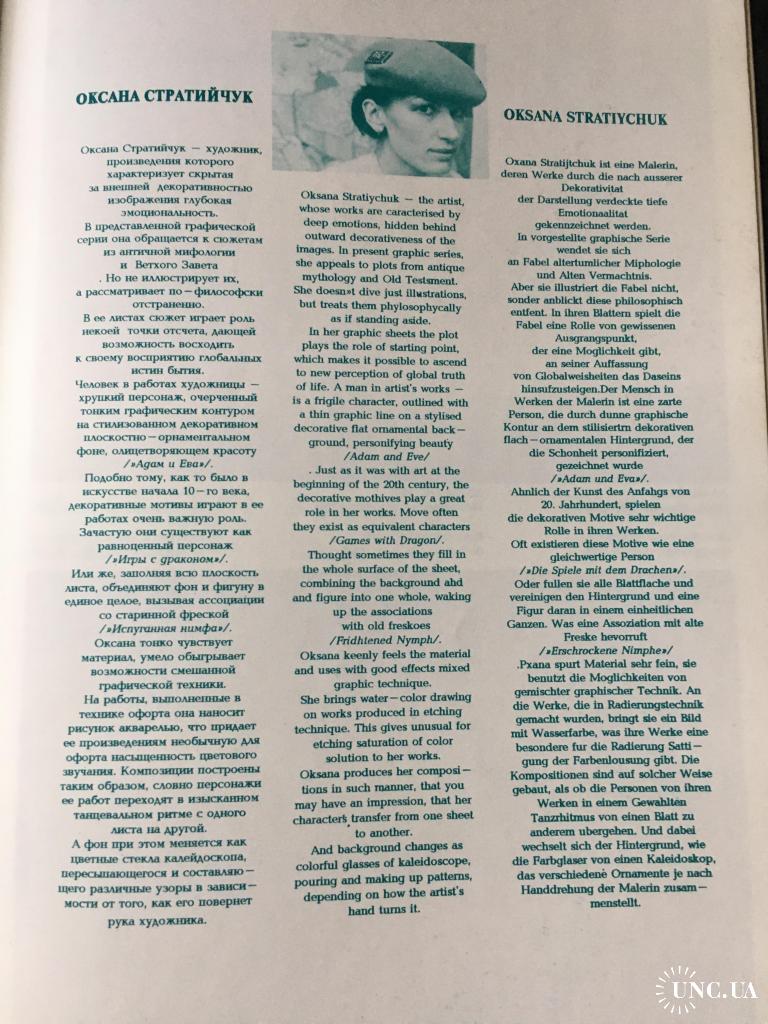 ОКСАНА СТРАТИЙЧУК
Оксана Стратийчук — художник,
произведения которого
характеризует скрытая
за внешней декоративностью
изображения глубокая
эмоциональность.
В представленной графической
серии она обращается к сюжетам
из античной мифологии
и Ветхого Завета
. Но не иллюстрирует их,
а рассматривает по—философски
отстраненно.
В ее листах сюжет играет роль
некоей точки отсчета, дающей
возможность восходить
к своему восприятию глобальных
истин бытия.
Человек в работах художницы —
хрупкий персонаж, очерченный
тонким графическим контуром
на стилизованном декоративном
плоскостно—орнаментальном
фоне, олицетворяющем красоту
/»Адам и Ева»/.
Подобно тому, как то было в
искусстве начала 10—го века,
декоративные мотивы играют в ее
работах очень важную роль.
Зачастую они существуют как
равноценный персонаж
/»Игры с драконом»/.
Или же, заполняя всю плоскость
листа, объединяют фон и фигуру в
единое целое, вызывая ассоциации
со старинной фреской
/»Испуганная нимфа»/.
Оксана тонко чувствует
материал, умело обыгрывает
возможности смешанной
графической техники.
На работы, выполненные в
технике офорта она наносит
рисунок акварелью, что придает
ее произведениям необычную для
офорта насыщенность цветового
звучания. Композиции построены
таким образом, словно персонажи
ее работ переходят в изысканном
танцевальном ритме с одного
листа на другой.
А фон при этом меняется как
цветные стекла калейдоскопа,
пересыпающегося и составляю—
щего различные узоры в зависи—
мости от того, как его повернет
рука художника.
Oksana Stratiychuk — the artist,
whose works are caracterised by
deep emotions, hidden behind
outward decorativeness of the
images. In present graphic series,
she appeals to plots from antique
mythology and Old Testsment.
She doesn»t dive just illustrations,
but treats them phylosophycally
as if standing aside.
In her graphic sheets the plot
plays the role of starting point,
which makes it possible to ascend
to new perception of global truth
of life. A man in artist's works —
is a frigile character, outlined with
a thin graphic line on a stylised
decorative flat ornamental back—
ground, personifying beauty
/Adam and Eve/
. Just as it was with art at the
beginning of the 20th century, the
decorative mothives play a great
role in her works. Move often
they exist as equivalent characters
/Games with Dragon/.
Thought sometimes they fill in
the whole surface of the sheet,
combining the background ahd
and figure into one whole, waking
up the associations
with old freskoes
/Fridhtened Nymph/.
Oksana keenly feels the material
and uses with good effects mixed
graphic technique.
She brings water—color drawing
on works produced in etching
technique. This gives unusual for
etching saturation of color
solution to her works.
Oksana produces her composi—
tions in such manner, that you
may have an impression, that her
characters transfer from one sheet
to another.
And background changes as
colorful glasses of kaleidoscope,
pouring and making up patterns,
depending on how the artist's
hand turns it.
OKSANA STRATIYCHUK
Oxana Stratijtchuk ist eine Malerin,
deren Werke durch die nach ausserer
Dekorativitat
der Darstellung verdeckte tiefe
Emotionaalitat
gekennzeichnet werden.
In vorgestellte graphische Serie
wendet sie sich
an Fabel altertumlicher Miphologie
und Alten Vermachtnis.
Aber sie illustriert die Fabel nicht,
sonder anblickt diese philosophisch
entfent. In ihren Blattern spielt die
Fabel eine Rolle von gewissenen
Ausgrangspunkt,
der eine Moglichkeit gibt,
an seiner Auffassung
von Globalweisheiten das Daseins
hinsufzusteigen.Der Mensch in
Werken der Malerin ist eine zarte
Person, die durch dunne graphische
Kontur an dem stilisiertn dekorativen
flach—ornamentalen Hintergrund, der
die Schonheit personifiziert,
gezeichnet wurde
/»Adam und Eva»/.
Ahnlich der Kunst des Anfahgs von
20. Jahrhundert, spielen
die dekorativen Motive sehr wichtige
Rolle in ihren Werken.
Oft existieren diese Motive wie eine
gleichwertige Person
/»Die Spiele mit dem Drachen»/.
Oder fullen sie alle Blattflache und
vereinigen den Hintergrund und eine
Figur daran in einem einheitlichen
Ganzen. Was eine Assoziation mit alte
Freske hevorruft
/»Erschrockene Nimphe»/
.Pxana spurt Material sehr fein, sie
benutzt die Moglichkeiten von
gemischter graphischer Technik. An
die Werke, die in Radierungstechnik
gemacht wurden, bringt sie ein Bild
mit Wasserfarbe, was ihre Werke eine
besondere fur die Radierung Satti—
gung der Farbenlousung gibt. Die
Kompositionen sind auf solcher Weise
gebaut, als ob die Personen von ihren
Werken in einem Gewahlten
Tanzrhitmus von einen Blatt zu
anderem ubergehen. Und dabei
wechselt sich der Hintergrund, wie
die Farbglaser von einen Kaleidoskop,
das verschiedene Ornamente je nach
Handdrehung der Malerin zusam—
menstellt.
UNC.UA